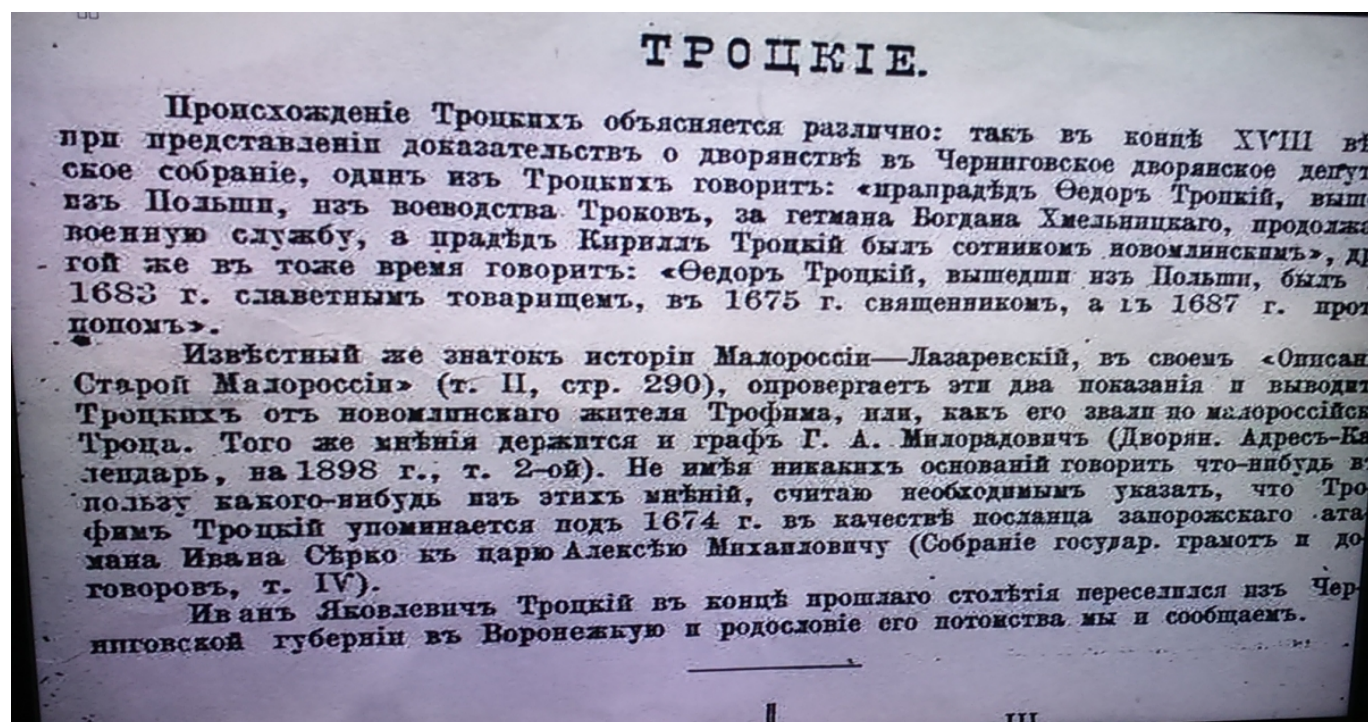 ТРОЦКІЕ.
Происхожденіе Троцкихъ объясняется различно: такъ въ концѣ XVIII вѣ
при представленіи доказательствъ о дворянствѣ въ Черниговское дворянское депут
ское собраніе, одинъ изъ Троцкихъ говоритъ: «прапрадѣдъ Ѳедоръ Троцкій, выш
изъ Польши, изъ воеводства Троковъ, за гетмана Богдана Хмельницкаго, продолжа
военную службу, а прадѣдъ Кириллъ Троцкій былъ сотникомъ новомлинскимъ», др
гой же въ тоже время говоритъ: «Ѳедоръ Троцкій, вышедши изъ Польши, былъ
1683 г. славетнымъ товарищемъ, въ 1675 г. священникомъ, а въ 1687 г. прот
попомъ».
Извѣстный же знатокъ исторіи Малороссіи—Лазаревскій, въ своемъ «Описан
Старой Малороссіи» (т. II, стр. 290), опровергаетъ эти два показанія и выводит
Троцкихъ отъ новомлинскаго жителя Трофима, или, какъ его звали по малороссійск
Троца. Того же мнѣнія держится и графъ Г. А. Милорадовичъ (Дворян. Адресъ-Ка
лендарь, на 1898 г., т. 2-ой). Не имѣя никакихъ основаній говорить что-нибудь въ
пользу какого-нибудь изъ этихъ мнѣній, считаю необходимымъ указать, что Тро-
фимъ Троцкій упоминается подъ 1674 г. въ качествѣ посланца запорожскаго ата-
мана Ивана Сѣрко къ царю Алексѣю Михаиловичу (Собраніе государ. грамотъ и до-
говоровъ, т. IV).
Иванъ Яковлевичъ Троцкій въ концѣ прошлаго столѣтія переселился изъ Чер-
ниговской губерніи въ Воронежкую и родословіе его потомства мы и сообщаемъ.